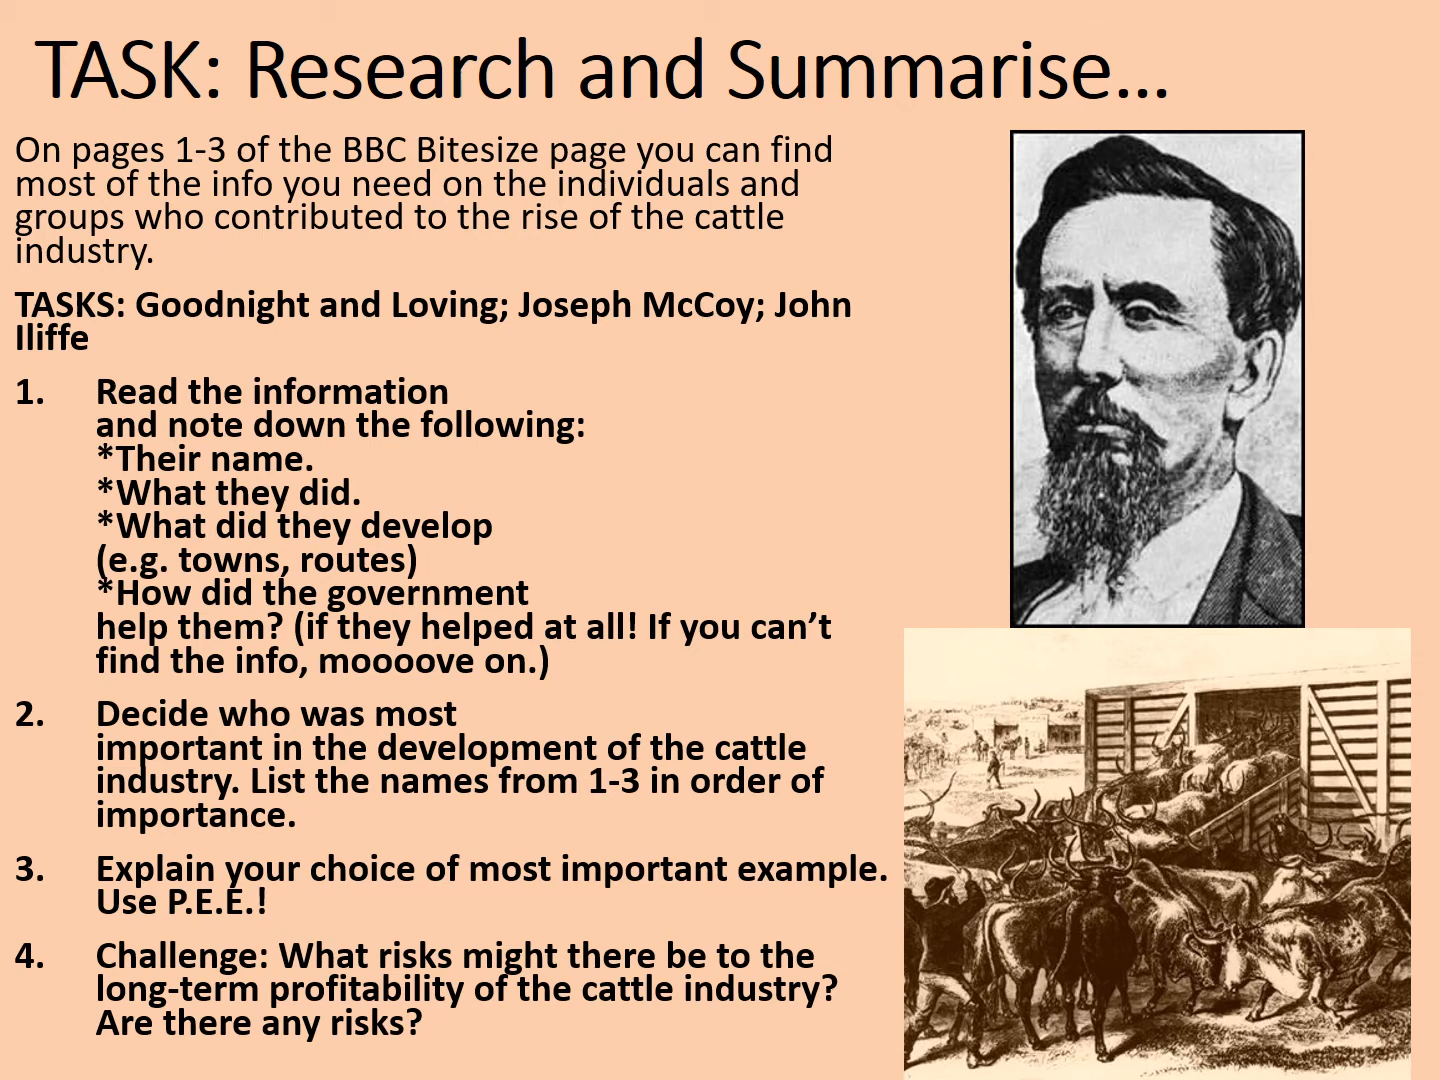 TASK: Research and Summarise…
On pages 1-3 of the BBC Bitesize page you can find
most of the info you need on the individuals and
groups who contributed to the rise of the cattle
industry.
TASKS: Goodnight and Loving; Joseph McCoy; John
Iliffe
1. Read the information
and note down the following:
*Their name.
*What they did.
*What did they develop
(e.g. towns, routes)
*How did the government
help them? (if they helped at all! If you can’t
find the info, moooove on.)
2. Decide who was most
important in the development of the cattle
industry. List the names from 1-3 in order of
importance.
3. Explain your choice of most important example.
Use P.E.E.!
4. Challenge: What risks might there be to the
long-term profitability of the cattle industry?
Are there any risks?